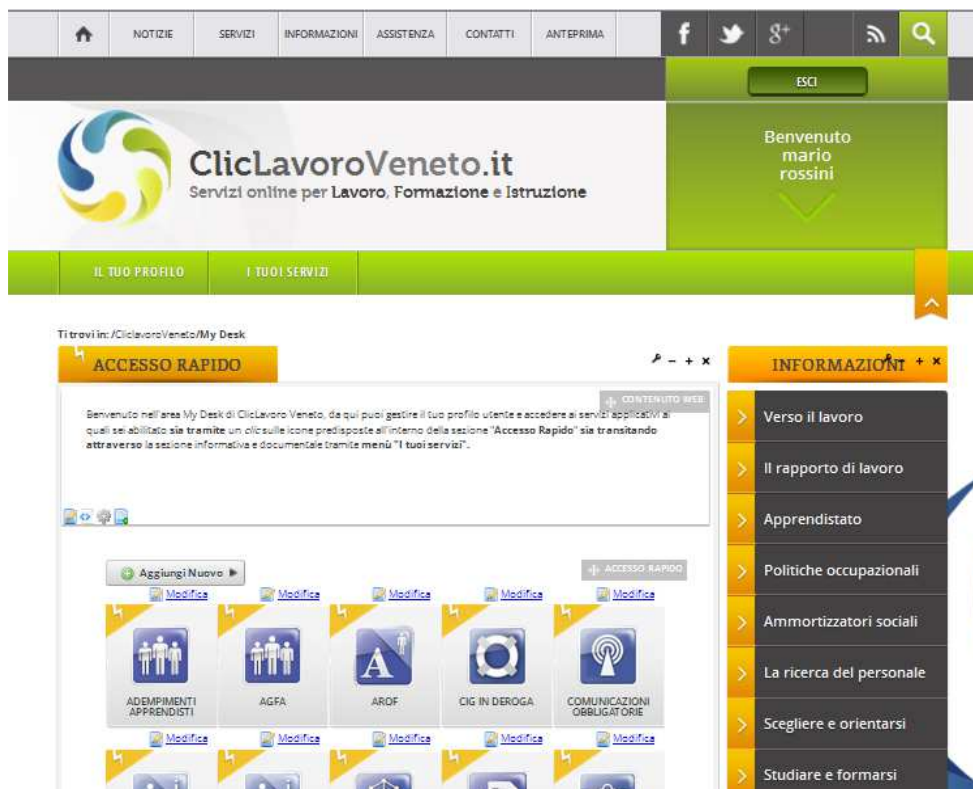 NOTIZIE
SERVIZI
INFORMAZIONI
ASSISTENZA
CONTATTI
ANTEPRIMA
f
8+
ESCI
Benvenuto
mario
rossini
ClicLavoroVeneto.it
Servizi online per Lavoro, Formazione e Istruzione
IL TUO PROFILO
I TUOI SERVIZI
Ti trovi in: /CliclavoroVeneto/My Desk
ACCESSO RAPIDO
INFORMAZIONI
CONTENUTO WEB
Benvenuto nell'area My Desk di ClicLavoro Veneto, da qui puoi gestire il tuo profilo utente e accedere ai servizi applicativi ai
quali sei abilitato sia tramite un clic sulle icone predisposte all'interno della sezione "Accesso Rapido" sia transitando
attraverso la sezione informativa e documentale tramite menù "I tuoi servizi".
Aggiungi Nuovo
ACCESSO RAPIDO
Modifica
Modifica
Modifica
Modifica
Modifica
A
ADEMPIMENTI
APPRENDISTI
AGFA
AROF
CIG IN DEROGA
COMUNICAZIONI
OBBLIGATORIE
Modifica
Modifica
Modifica
Modifica
Modifica
Verso il lavoro
Il rapporto di lavoro
Apprendistato
Politiche occupazionali
Ammortizzatori sociali
La ricerca del personale
Scegliere e orientarsi
Studiare e formarsi